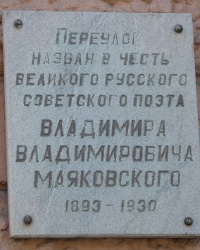 Переулок
назван в честь
великого русского
советского поэта
Владимира
Владимировича
Маяковского
1893-1930